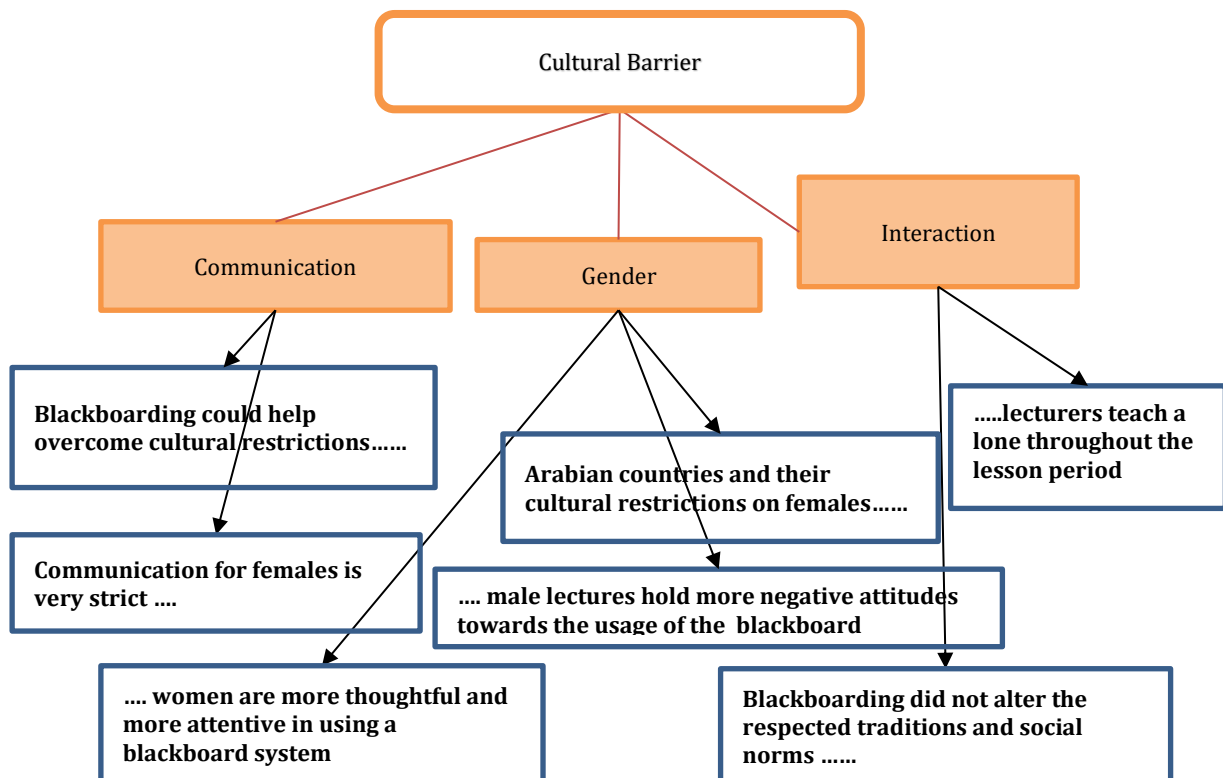 Cultural Barrier
Communication
Gender
Interaction
Blackboarding could help
overcome cultural restrictions……
Communication for females is
very strict ….
Arabian countries and their
cultural restrictions on females……
…. male lectures hold more negative attitudes
towards the usage of the blackboard
…. women are more thoughtful and
more attentive in using a
blackboard system
…..lecturers teach a
lone throughout the
lesson period
Blackboarding did not alter the
respected traditions and social
norms ……